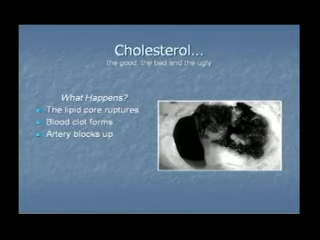 Cholesterol...
the good, the bad and the ugly
What Happens?
The lipid core ruptures
Blood clot forms
Artery blocks up